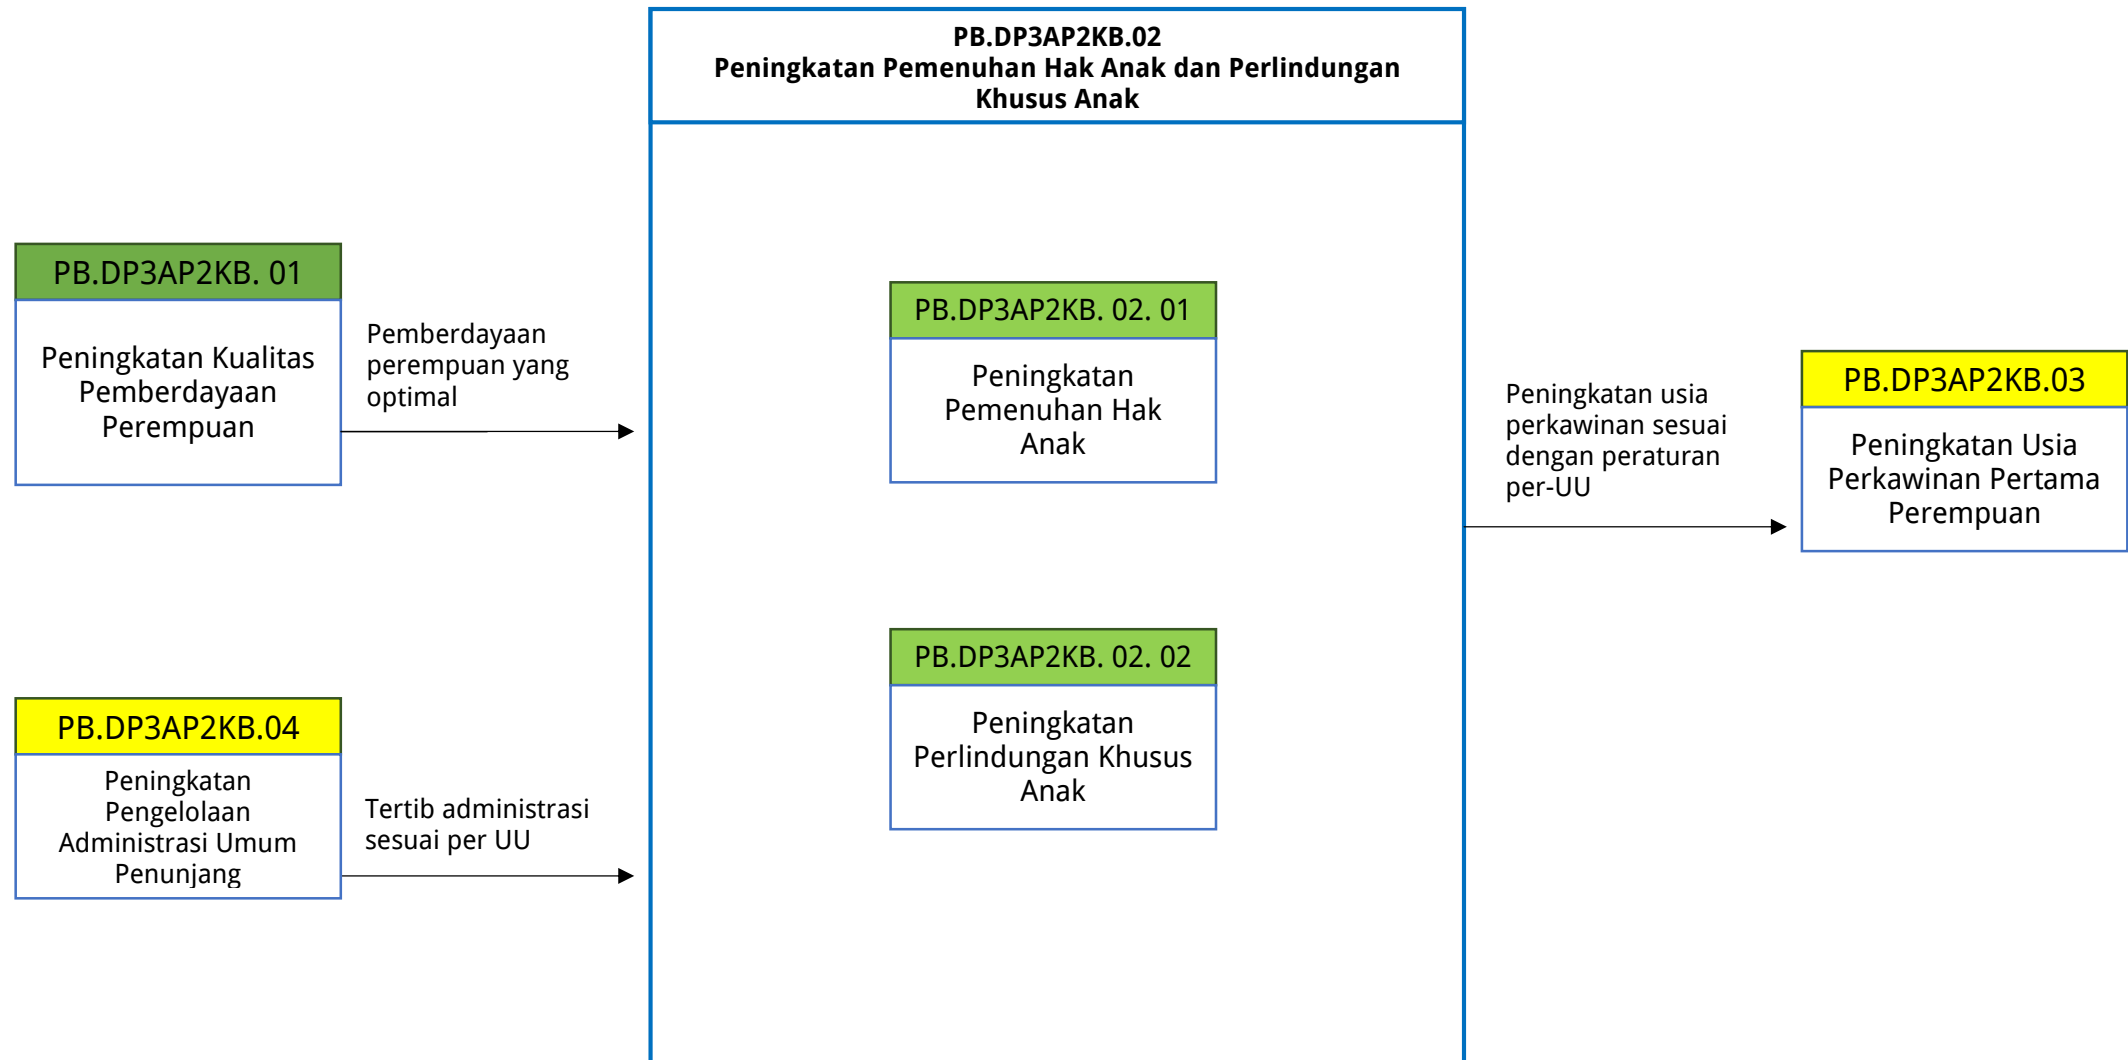 PB.DP3AP2KB.02
Peningkatan Pemenuhan Hak Anak dan Perlindungan
Khusus Anak
PB.DP3AP2KB. 01
Peningkatan Kualitas
Pemberdayaan
Perempuan
Pemberdayaan
perempuan yang
optimal
PB.DP3AP2KB.04
Peningkatan
Pengelolaan
Administrasi Umum
Penunjang
Tertib administrasi
sesuai per UU
PB.DP3AP2KB. 02. 01
Peningkatan
Pemenuhan Hak
Anak
PB.DP3AP2KB. 02. 02
Peningkatan
Perlindungan Khusus
Anak
Peningkatan usia
perkawinan sesuai
dengan peraturan
per-UU
PB.DP3AP2KB.03
Peningkatan Usia
Perkawinan Pertama
Perempuan